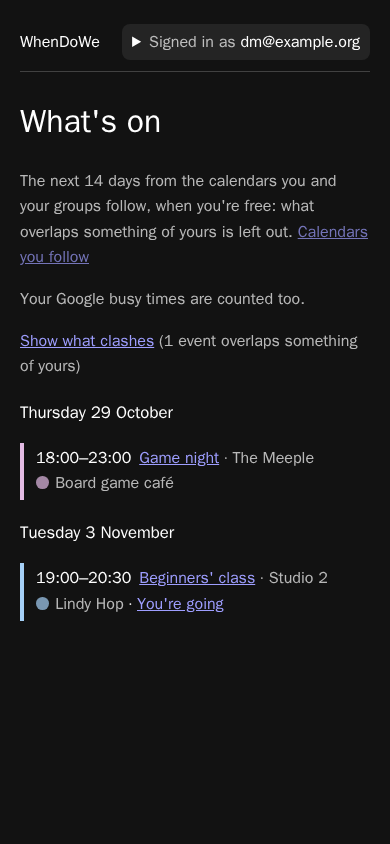 WhenDoWe
▶ Signed in as dm@example.org
What's on
The next 14 days from the calendars you and
your groups follow, when you're free: what
overlaps something of yours is left out. Calendars
you follow
Your Google busy times are counted too.
Show what clashes (1 event overlaps something
of yours)
Thursday 29 October
18:00–23:00 Game night · The Meeple
Board game café
Tuesday 3 November
19:00–20:30 Beginners' class · Studio 2
Lindy Hop · You're going